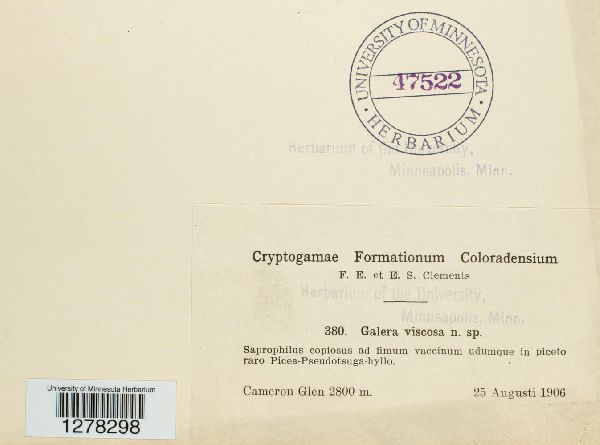 UNIVERSITY OF MINNESOTA
47522
HERBARIUM
Herbarium of the University,
Minneapolis, Minn.
Cryptogamae Formationum Coloradensium
F. E. et E. S. Clements
Herbarium of the University,
Minneapolis, Minn.
380. Galera viscosa n. sp.
Saprophilus copiosus ad fimum vaccinum udumque in piceto
raro Picea-Pseudotsuga-hylio.
Cameron Glen 2800 m. 25 Augusti 1906
University of Minnesota Herbarium
1278298